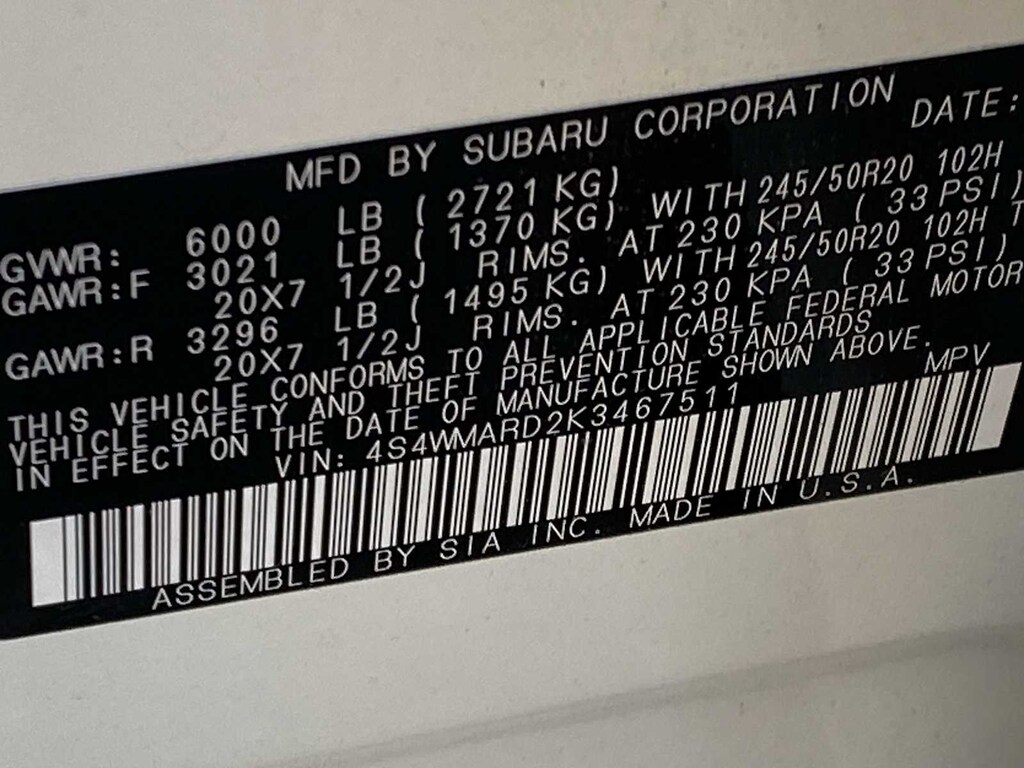 MFD BY SUBARU CORPORATION DATE:
GVWR: 6000 LB (2721 KG)
GAWR:F 3021 LB (1370 KG) WITH 245/50R20 102H
20X7 1/2J RIMS. AT 230 KPA (33 PSI)
GAWR:R 3296 LB (1495 KG) WITH 245/50R20 102H T
20X7 1/2J RIMS. AT 230 KPA (33 PSI)
THIS VEHICLE CONFORMS TO ALL APPLICABLE FEDERAL MOTOR
VEHICLE SAFETY AND THEFT PREVENTION STANDARDS
IN EFFECT ON THE DATE OF MANUFACTURE SHOWN ABOVE.
VIN: 4S4WMARD2K3467511 MPV
ASSEMBLED BY SIA INC. MADE IN U.S.A.